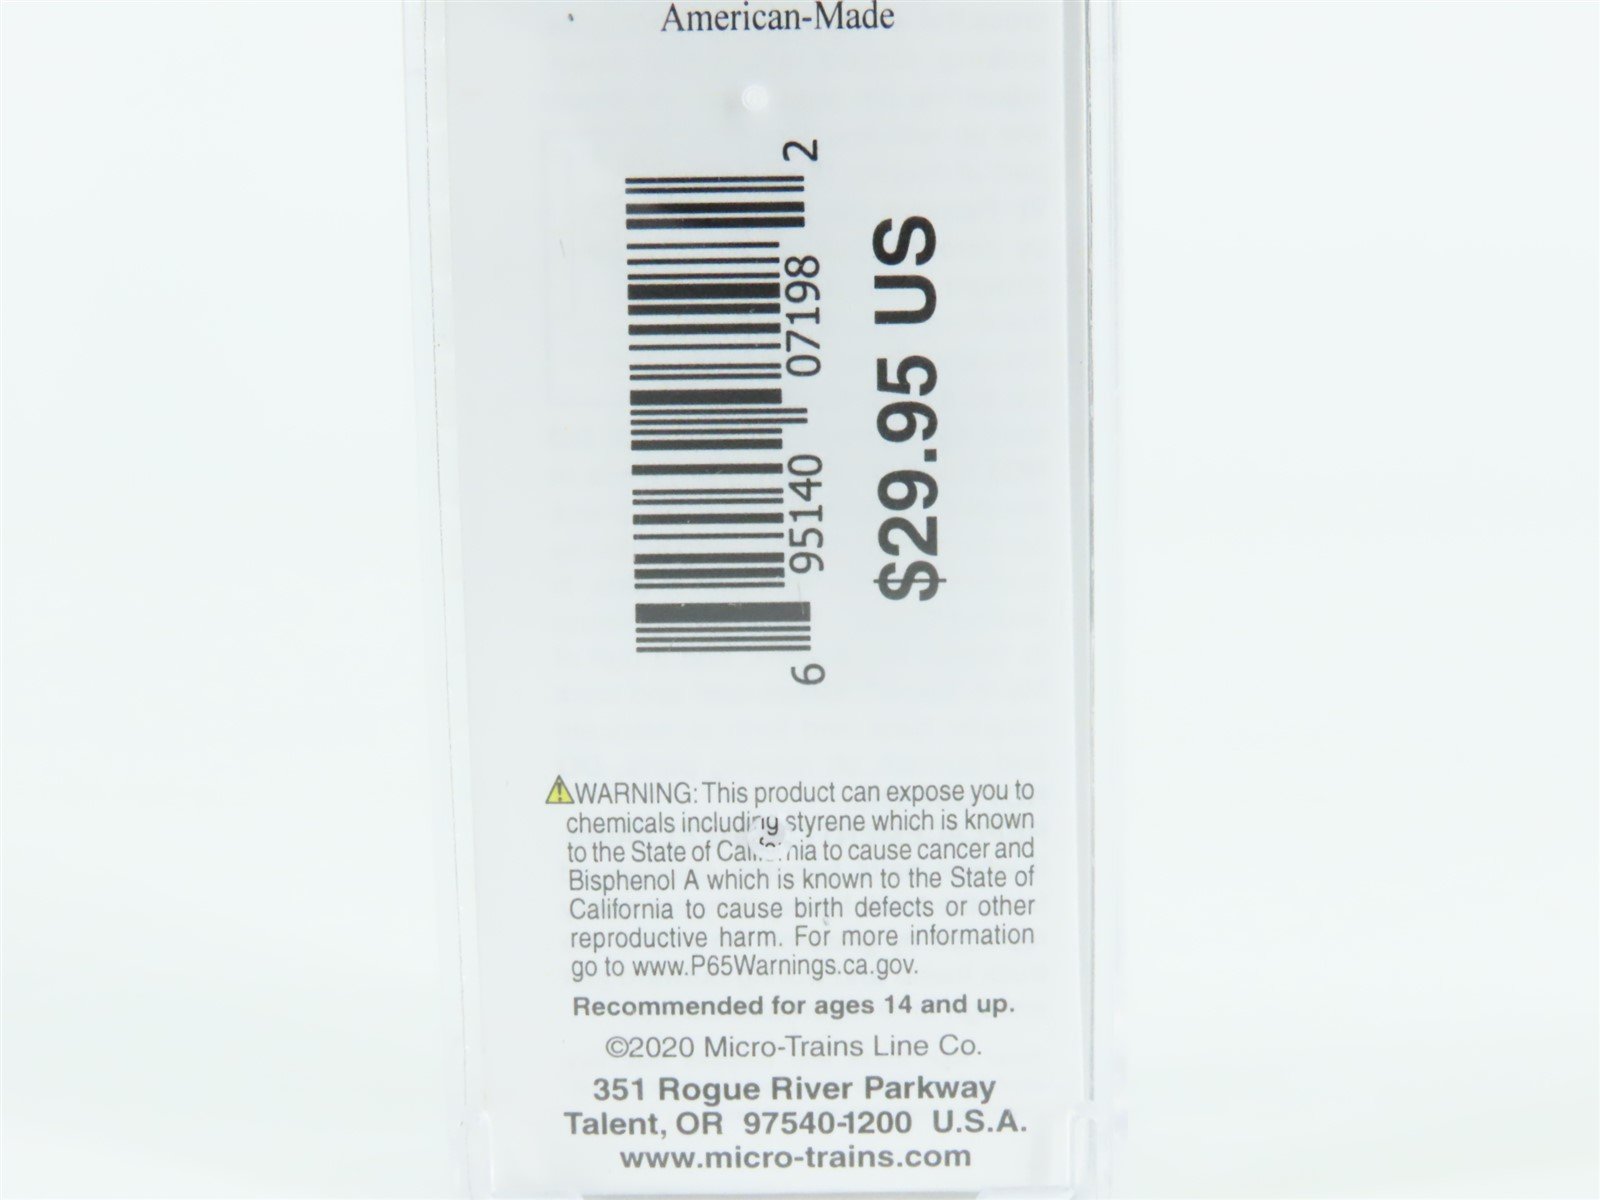 American-Made
6 95140 07198 2
$29.95 US
WARNING: This product can expose you to
chemicals including styrene which is known
to the State of California to cause cancer and
Bisphenol A which is known to the State of
California to cause birth defects or other
reproductive harm. For more information
go to www.P65Warnings.ca.gov.
Recommended for ages 14 and up.
©2020 Micro-Trains Line Co.
351 Rogue River Parkway
Talent, OR 97540-1200 U.S.A.
www.micro-trains.com